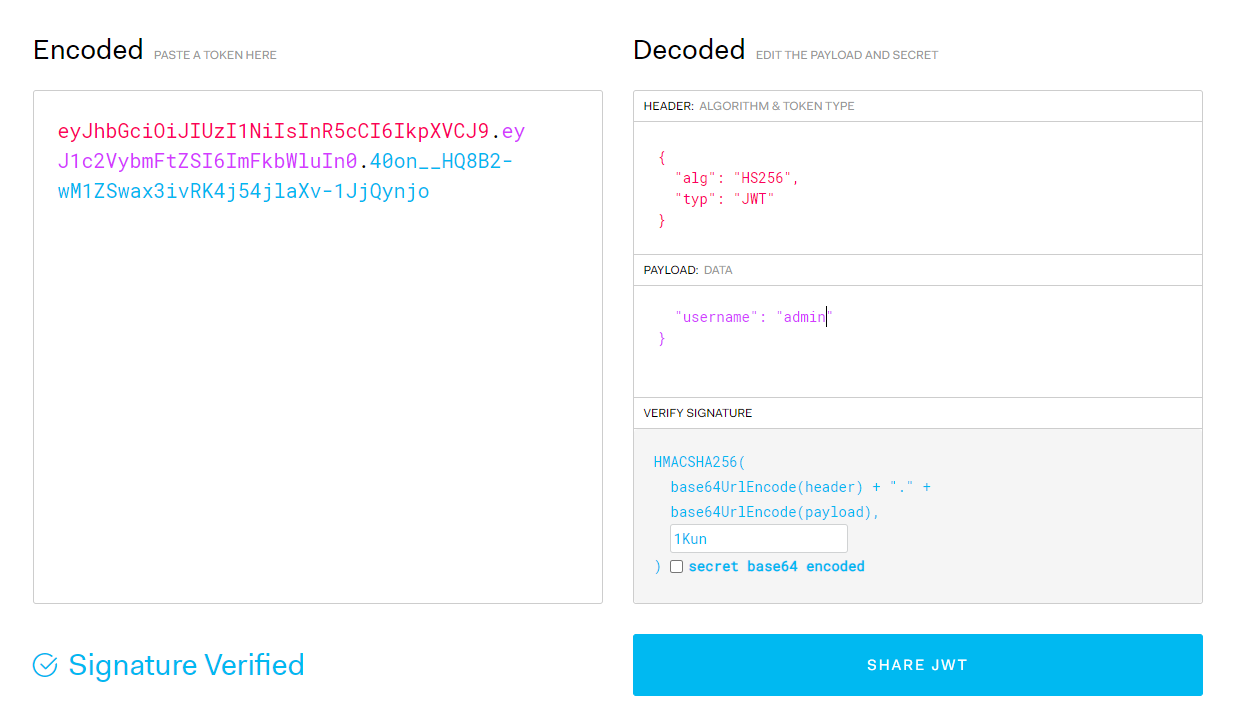 Encoded PASTE A TOKEN HERE
eyJhbGciOiJIUzI1NiIsInR5cCI6IkpXVCJ9.ey
J1c2VybmFtZSI6ImFkbWluIn0.40on__HQ8B2-
wM1ZSwax3ivRK4j54jlaXv-1JjQynjo
Signature Verified
Decoded EDIT THE PAYLOAD AND SECRET
HEADER: ALGORITHM & TOKEN TYPE
{
"alg": "HS256",
"typ": "JWT"
}
PAYLOAD: DATA
"username": "admin"
}
VERIFY SIGNATURE
HMACSHA256(
base64UrlEncode(header) + "." +
base64UrlEncode(payload),
1Kun
) secret base64 encoded
SHARE JWT